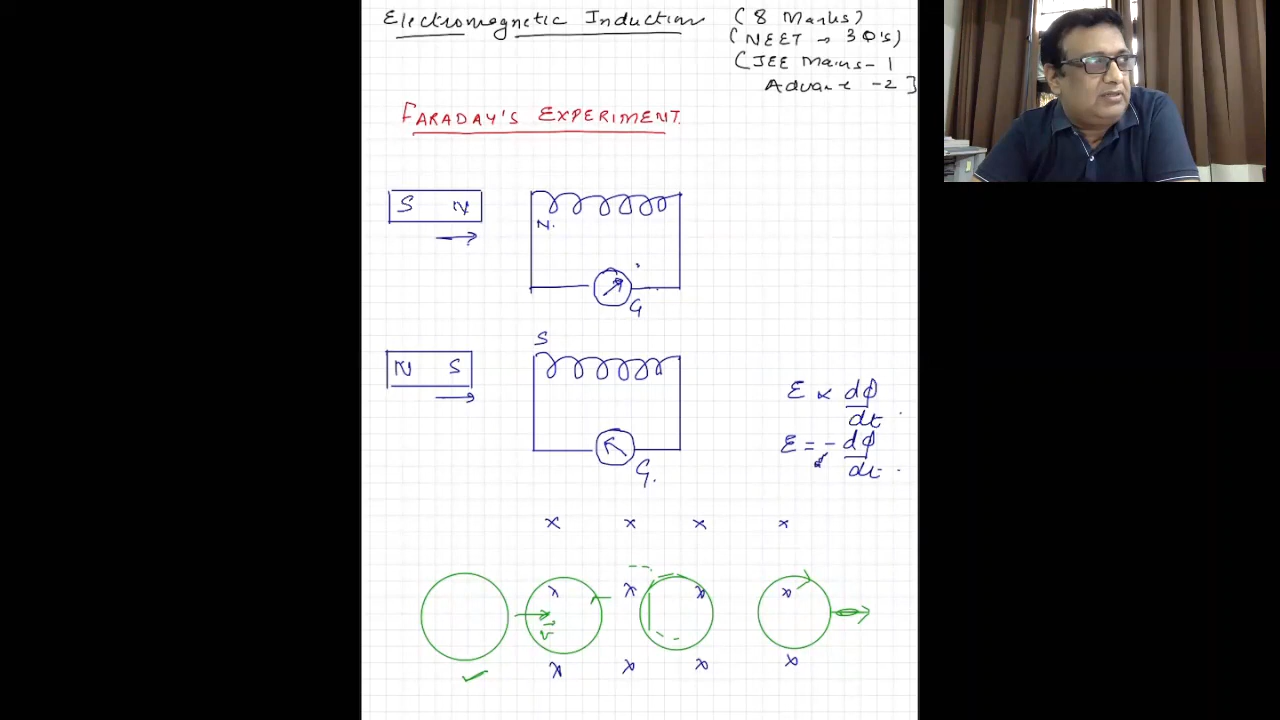 Electromagnetic Induction (8 Marks)
(NEET → 3 Q's)
(JEE Mains - 1
Advance - 2]
FARADAY'S EXPERIMENT.
S N
N.
G
S
N S
G.
ε ∝ dφ/dt
ε = - dφ/dt
x x x x
x x x x
v
x x x x